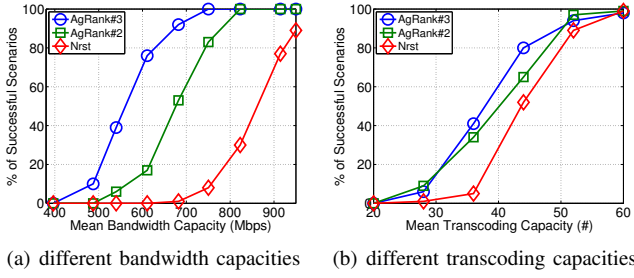 % of Successful Scenarios
100
80
60
40
20
0
AgRank#3
AgRank#2
Nrst
400 500 600 700 800 900
Mean Bandwidth Capacity (Mbps)
(a) different bandwidth capacities
% of Successful Scenarios
100
80
60
40
20
0
AgRank#3
AgRank#2
Nrst
20 30 40 50 60
Mean Transcoding Capacity (#)
(b) different transcoding capacities